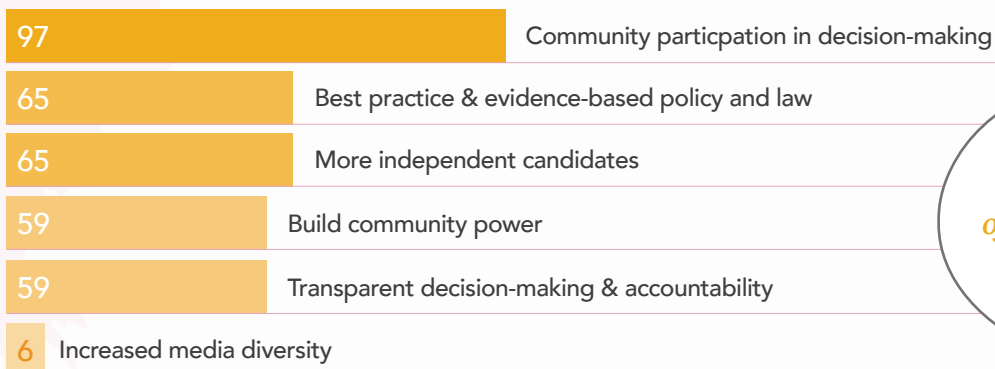 97 Community particpation in decision-making
65 Best practice & evidence-based policy and law
65 More independent candidates
59 Build community power
59 Transparent decision-making & accountability
6 Increased media diversity